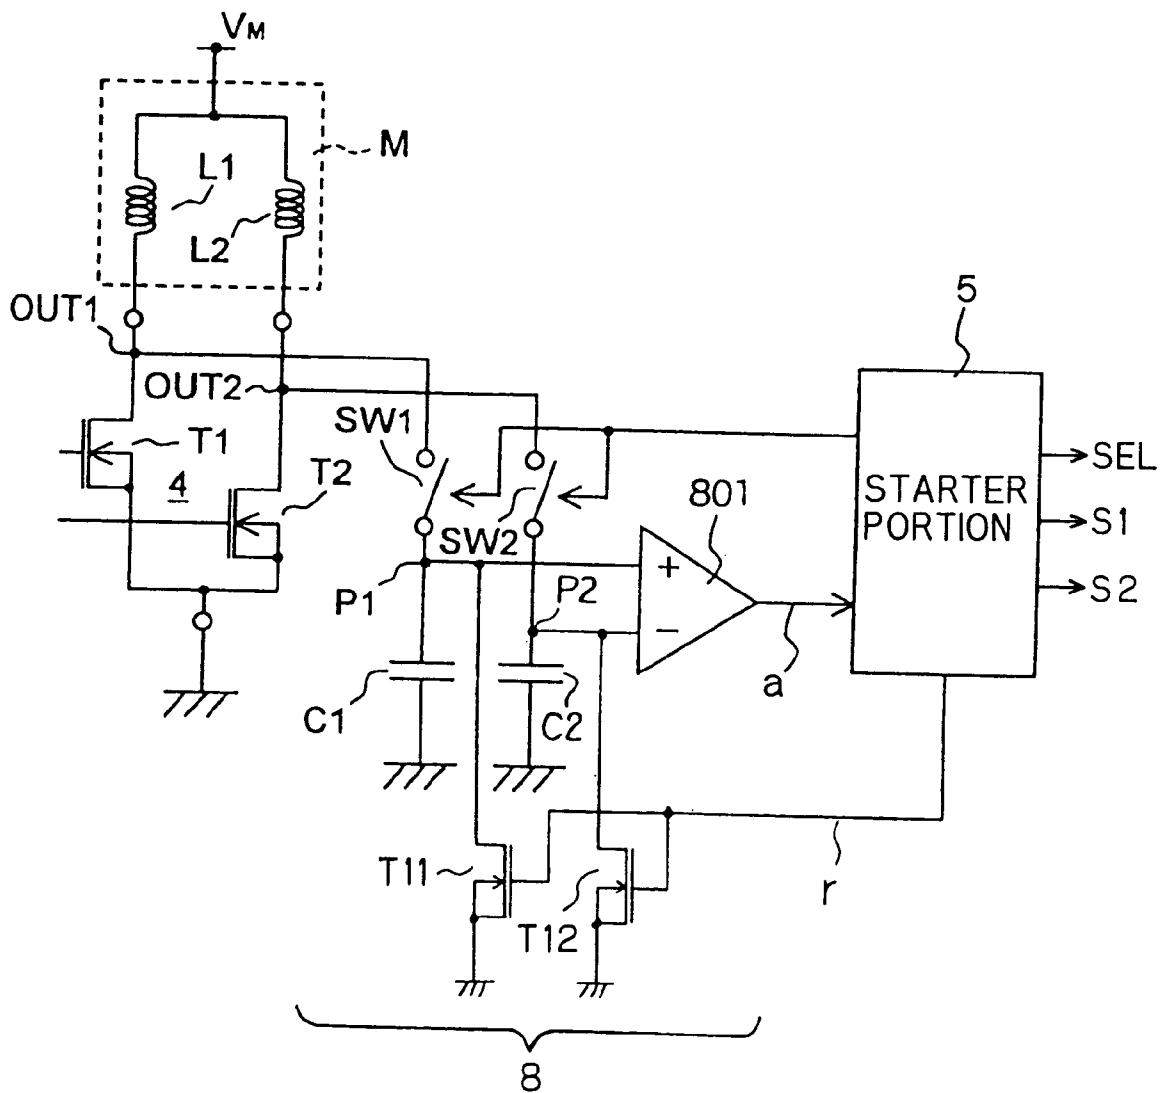 VM
M
L1
L2
OUT1
OUT2
5
SW1
T1
4
T2
801
STARTER
PORTION
SEL
S1
S2
SW2
+
P1
P2
−
a
C1
C2
T11
T12
r
8